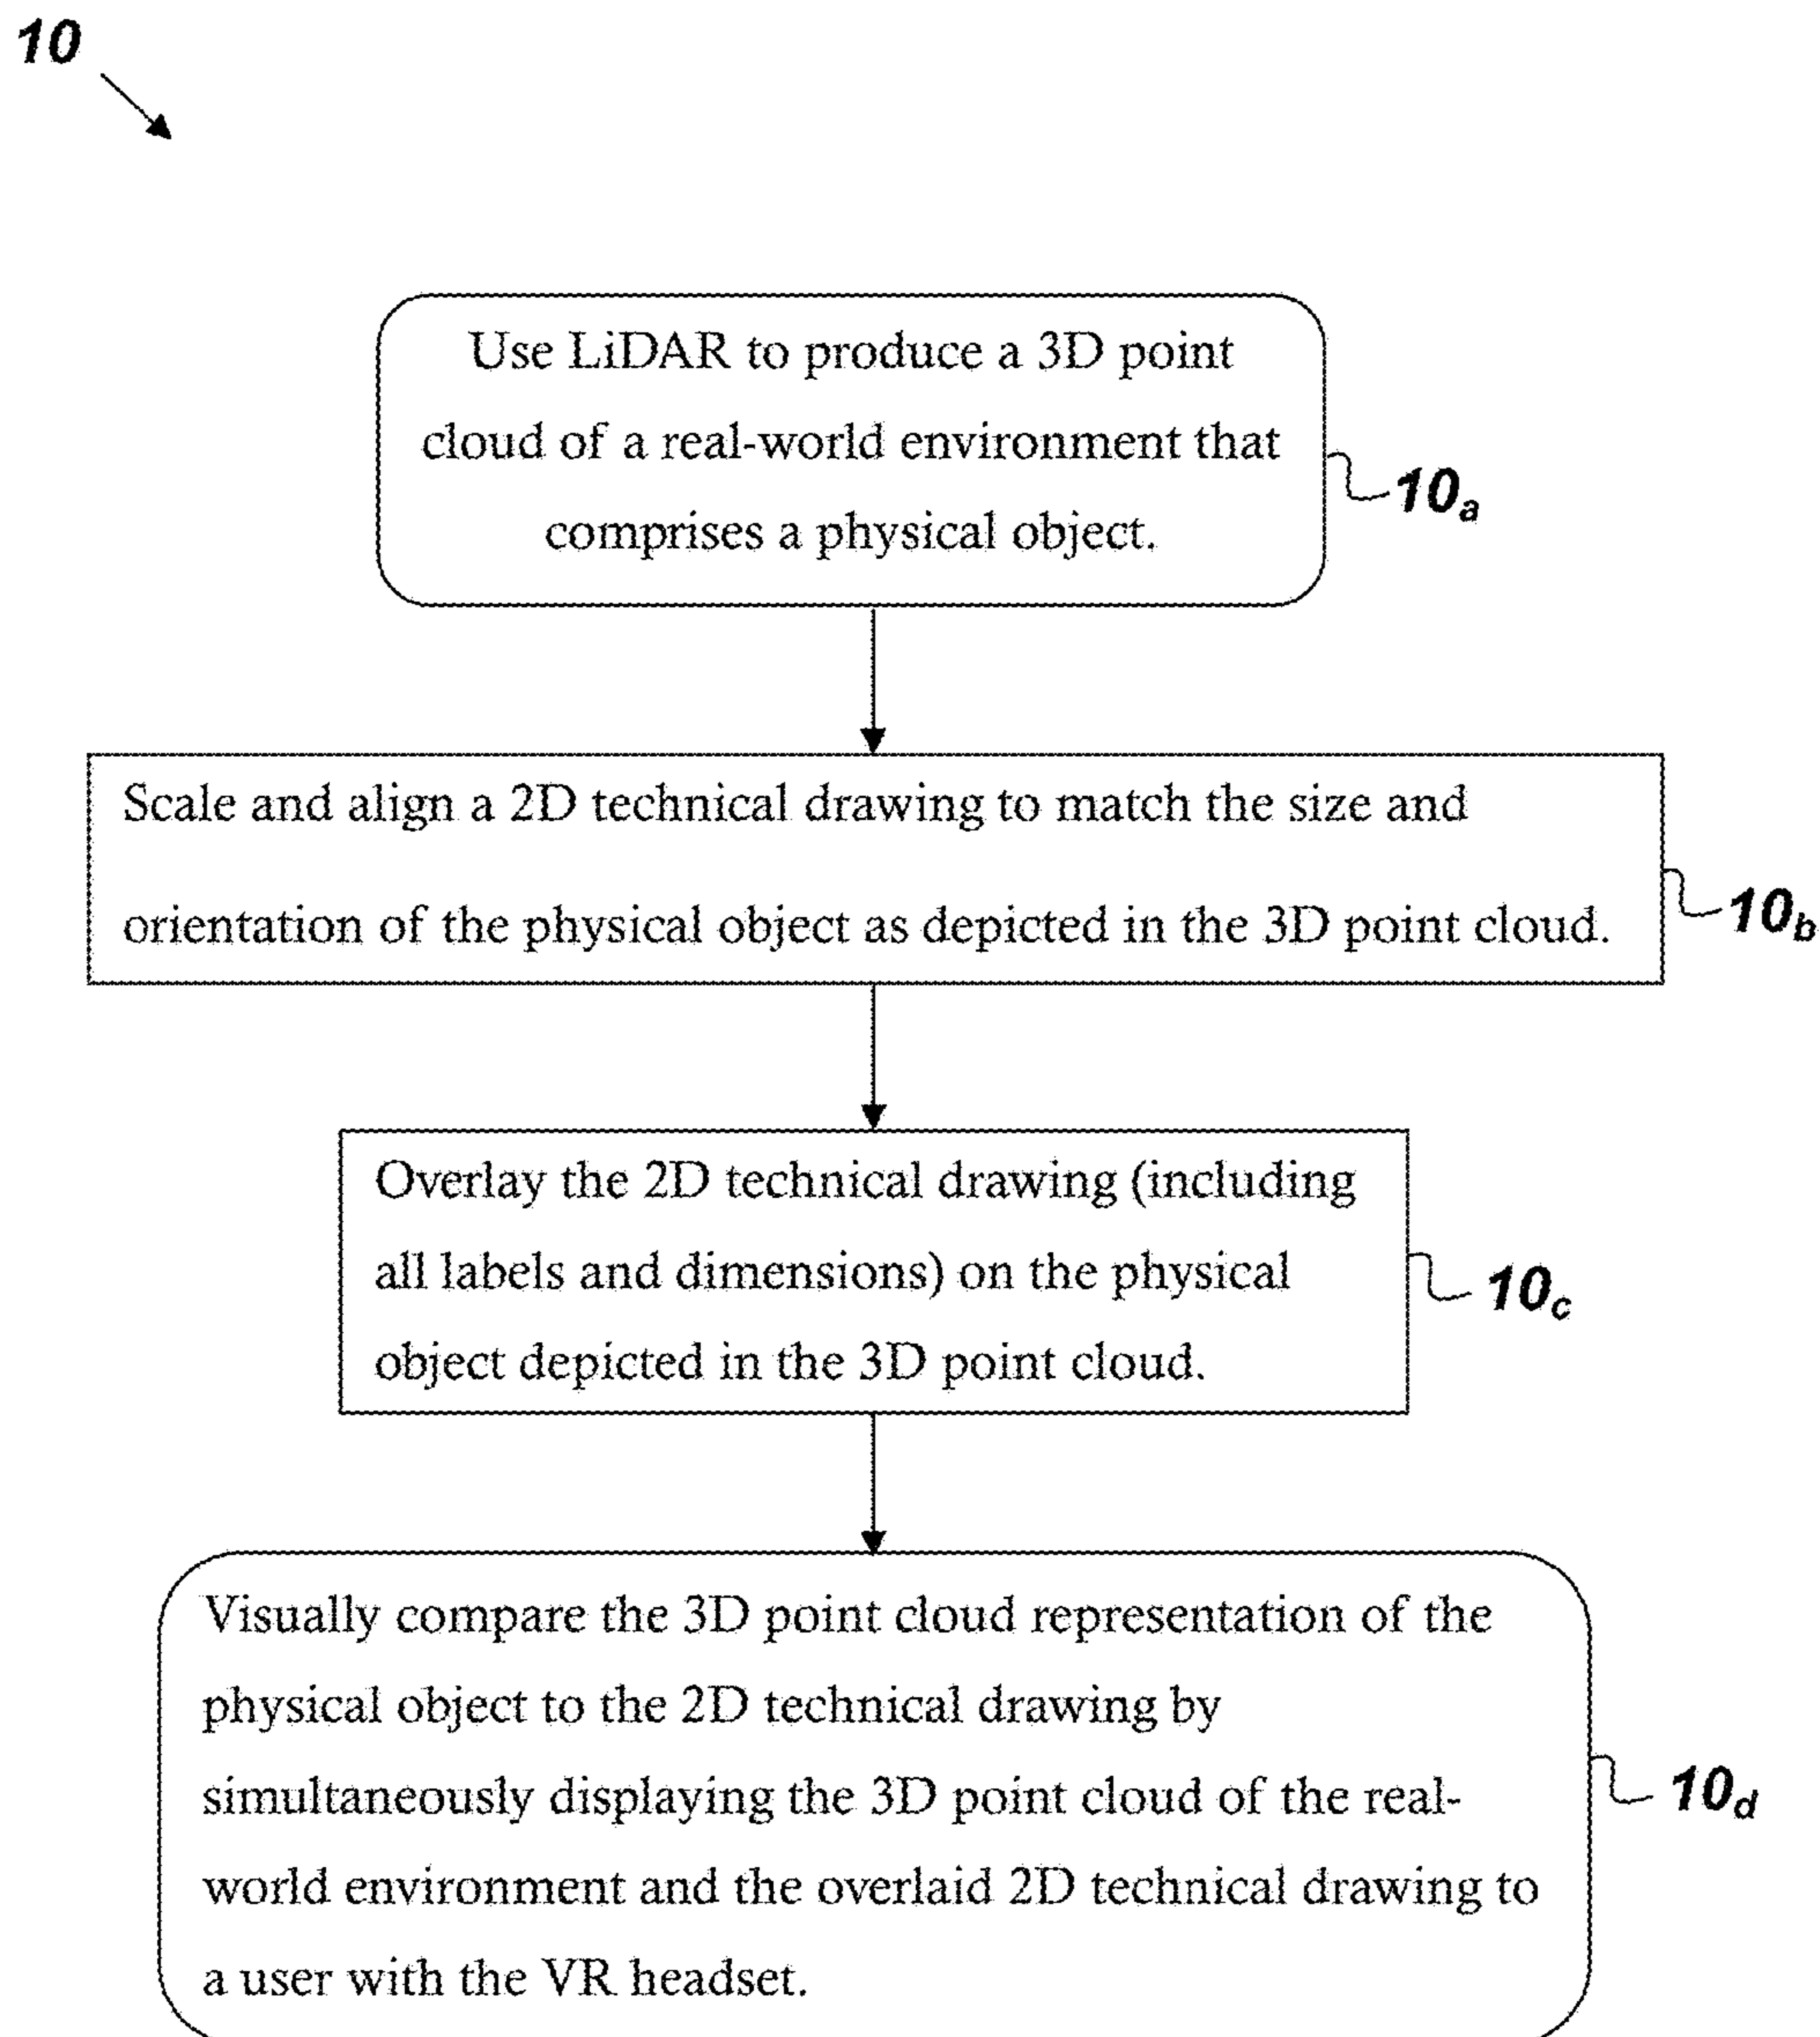 10
Use LiDAR to produce a 3D point
cloud of a real-world environment that
comprises a physical object.
10a
Scale and align a 2D technical drawing to match the size and
orientation of the physical object as depicted in the 3D point cloud.
10b
Overlay the 2D technical drawing (including
all labels and dimensions) on the physical
object depicted in the 3D point cloud.
10c
Visually compare the 3D point cloud representation of the
physical object to the 2D technical drawing by
simultaneously displaying the 3D point cloud of the real-
world environment and the overlaid 2D technical drawing to
a user with the VR headset.
10d